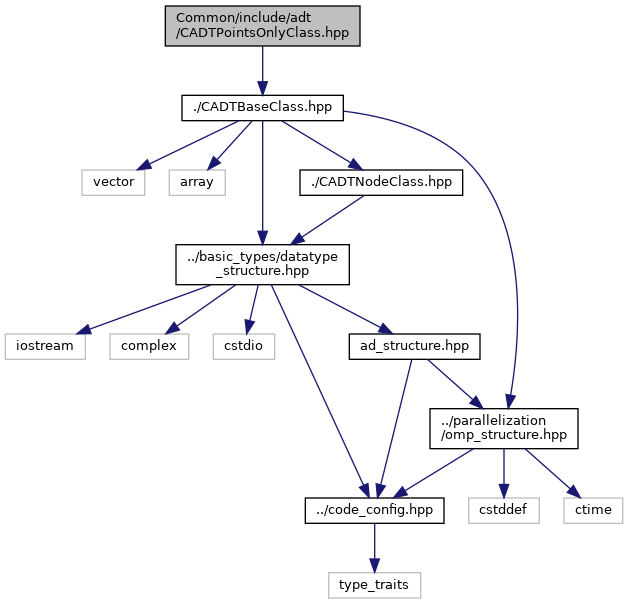 Common/include/adt
/CADTPointsOnlyClass.hpp
./CADTBaseClass.hpp
vector
array
./CADTNodeClass.hpp
../basic_types/datatype
_structure.hpp
iostream
complex
cstdio
ad_structure.hpp
../parallelization
/omp_structure.hpp
../code_config.hpp
cstddef
ctime
type_traits